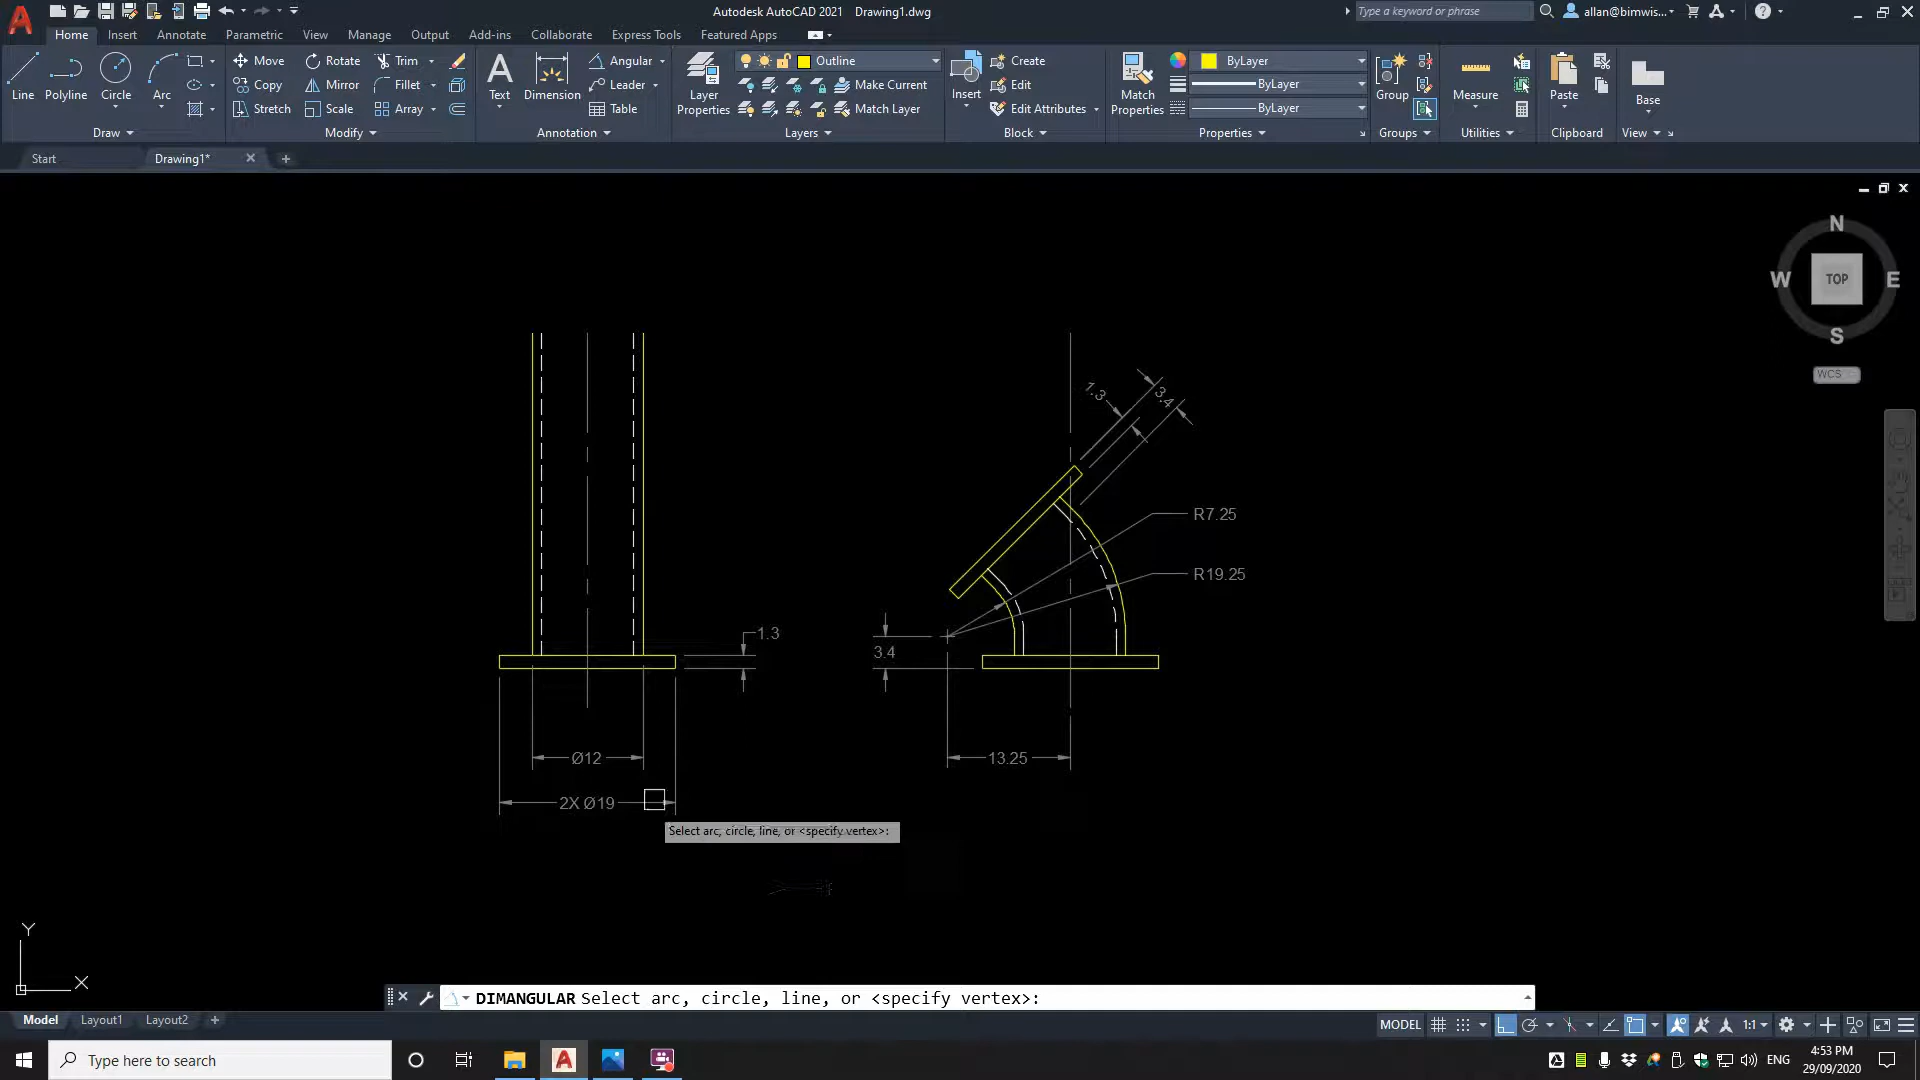 Autodesk AutoCAD 2021 Drawing1.dwg
Type a keyword or phrase
allan@bimwis...
Home Insert Annotate Parametric View Manage Output Add-ins Collaborate Express Tools Featured Apps
Line
Polyline
Circle
Arc
Draw
Move
Rotate
Trim
Copy
Mirror
Fillet
Stretch
Scale
Array
Modify
Text
Dimension
Angular
Leader
Table
Annotation
Layer
Properties
Outline
Make Current
Match Layer
Layers
Insert
Create
Edit
Edit Attributes
Block
Match
Properties
ByLayer
ByLayer
ByLayer
Properties
Group
Groups
Measure
Utilities
Paste
Clipboard
Base
View
Start
Drawing1*
N
W
TOP
E
S
WCS
1.3
3.4
R7.25
R19.25
1.3
3.4
Ø12
13.25
2X Ø19
Select arc, circle, line, or <specify vertex>:
Y
X
DIMANGULAR Select arc, circle, line, or <specify vertex>:
Model
Layout1
Layout2
MODEL
1:1
Type here to search
ENG
4:53 PM
29/09/2020